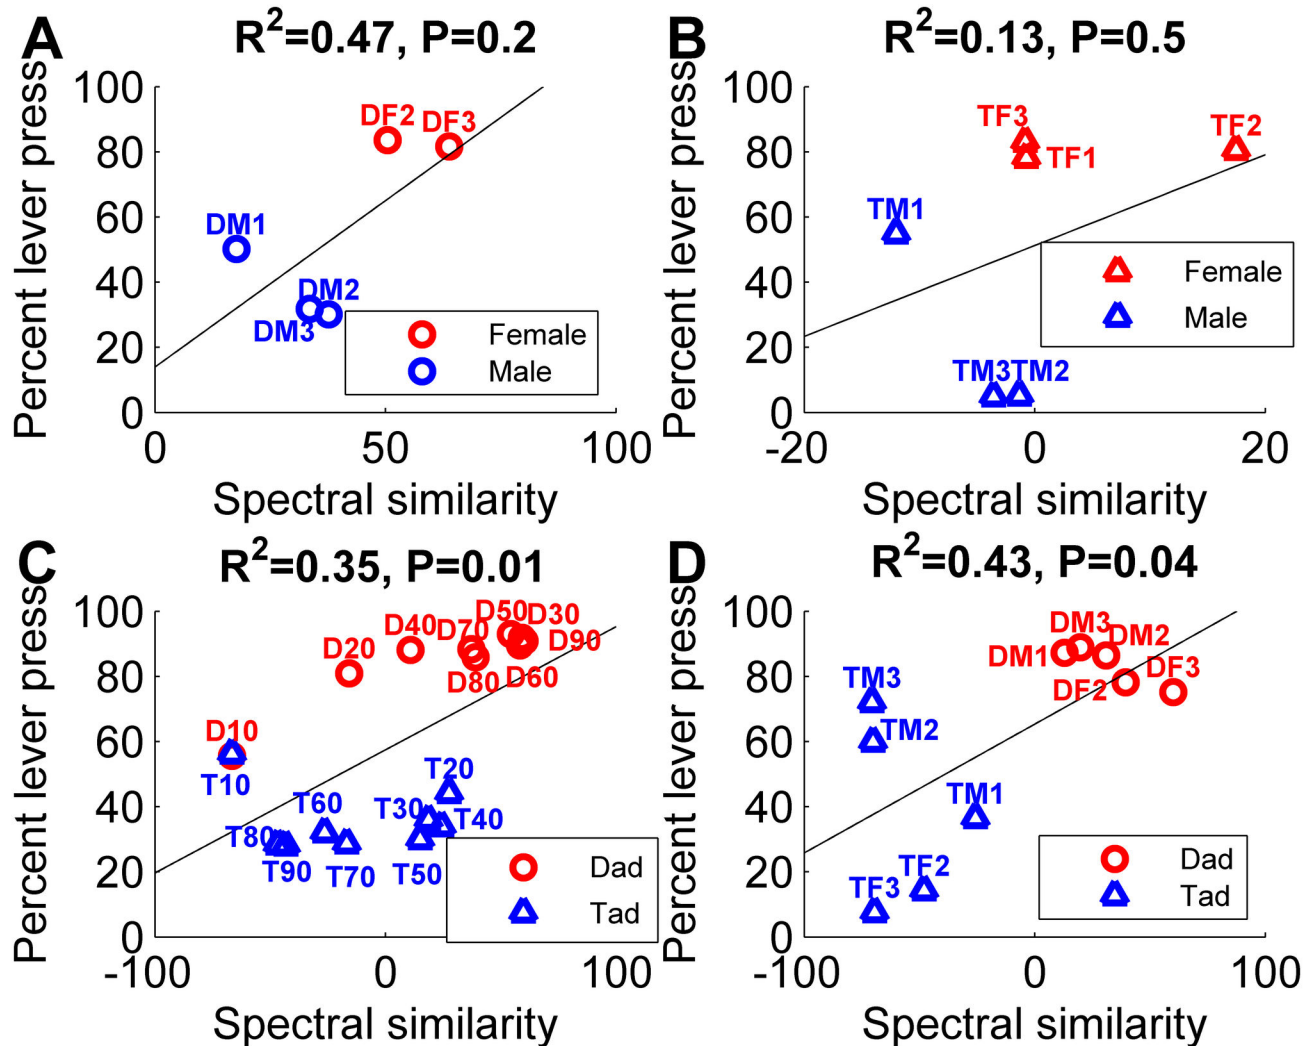 A
R²=0.47, P=0.2
Percent lever press
100
80
60
40
20
0
DF2
DF3
DM1
DM2
DM3
Female
Male
0
50
100
Spectral similarity
B
R²=0.13, P=0.5
Percent lever press
100
80
60
40
20
0
TF3
TF2
TF1
TM1
Female
Male
TM3
TM2
-20
0
20
Spectral similarity
C
R²=0.35, P=0.01
Percent lever press
100
80
60
40
20
0
D50
D30
D40
D70
D90
D20
D80
D60
D10
T10
T20
T60
T30
T40
T80
T90
T70
T50
Dad
Tad
-100
0
100
Spectral similarity
D
R²=0.43, P=0.04
Percent lever press
100
80
60
40
20
0
DM3
DM2
DM1
DF3
DF2
TM3
TM2
TM1
TF2
TF3
Dad
Tad
-100
0
100
Spectral similarity